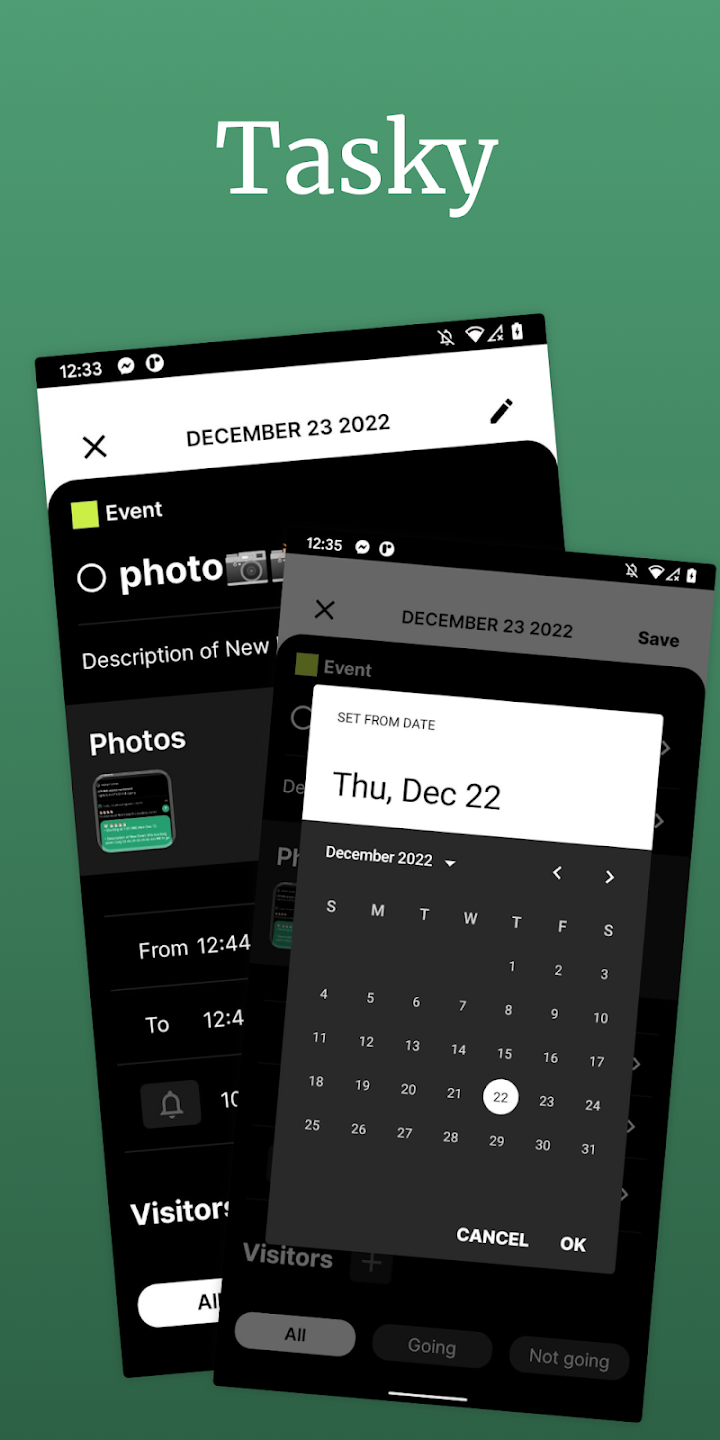 Tasky
12:33
DECEMBER 23 2022
Event
photo
Description of New
Photos
From 12:44
To 12:4
10
Visitors
All
12:35
DECEMBER 23 2022 Save
Event
SET FROM DATE
Thu, Dec 22
De
Ph
December 2022
S M T W T F S
1 2 3
4 5 6 7 8 9 10
11 12 13 14 15 16 17
18 19 20 21 22 23 24
25 26 27 28 29 30 31
CANCEL OK
Visitors
All Going Not going